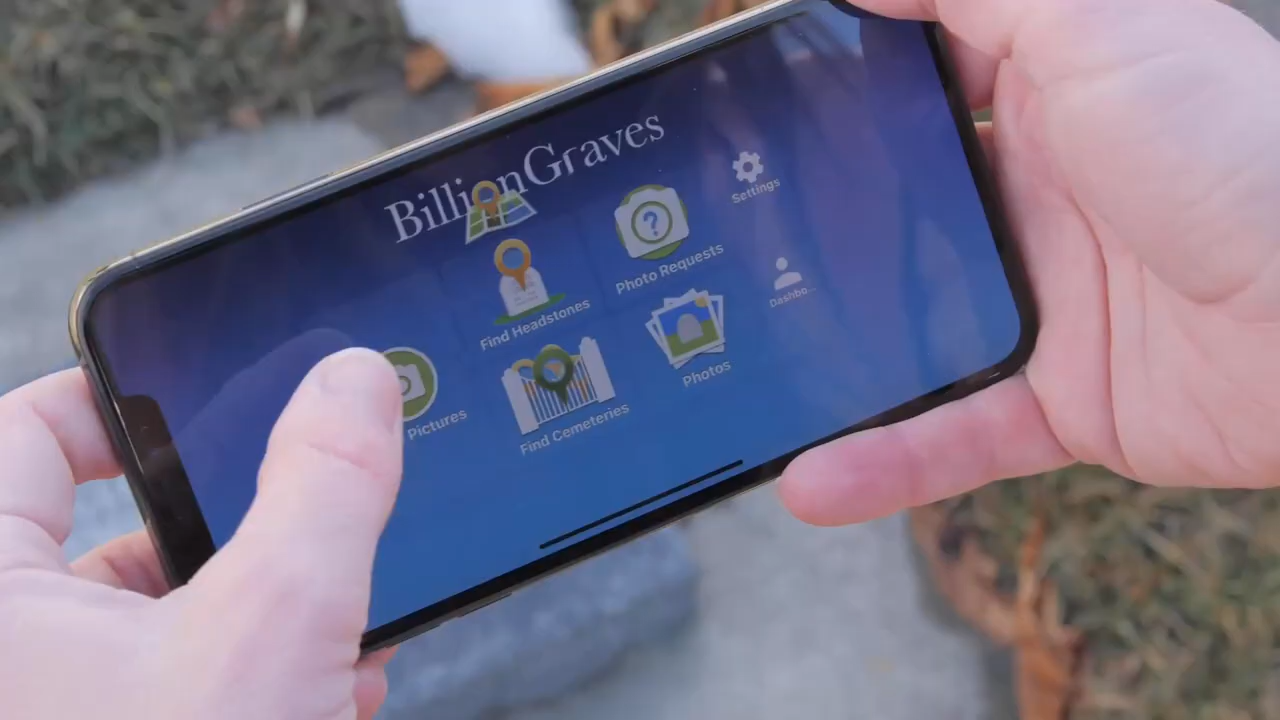 BillionGraves
Settings
Photo Requests
Find Headstones
Dashbo...
Photos
Pictures
Find Cemeteries